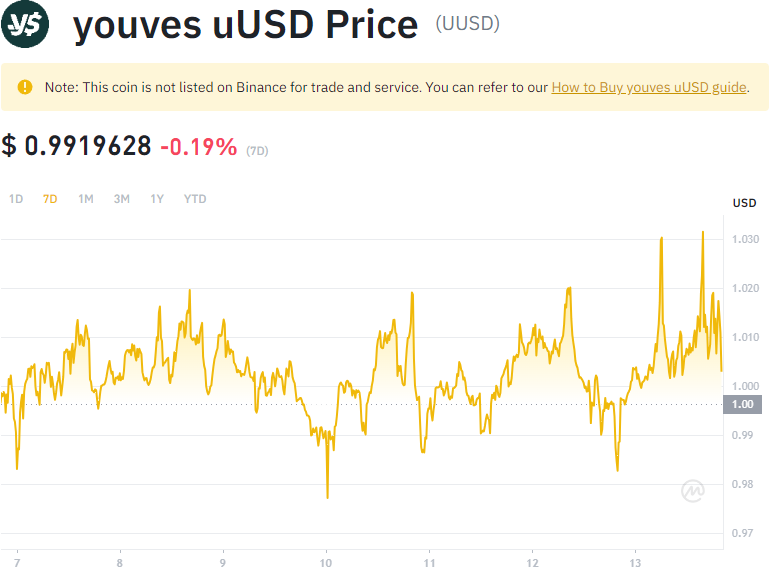 youves uUSD Price (UUSD)
Note: This coin is not listed on Binance for trade and service. You can refer to our How to Buy youves uUSD guide.
$ 0.9919628 -0.19% (7D)
1D 7D 1M 3M 1Y YTD
USD
1.030
1.020
1.010
1.000
1.00
0.99
0.98
0.97
7 8 9 10 11 12 13